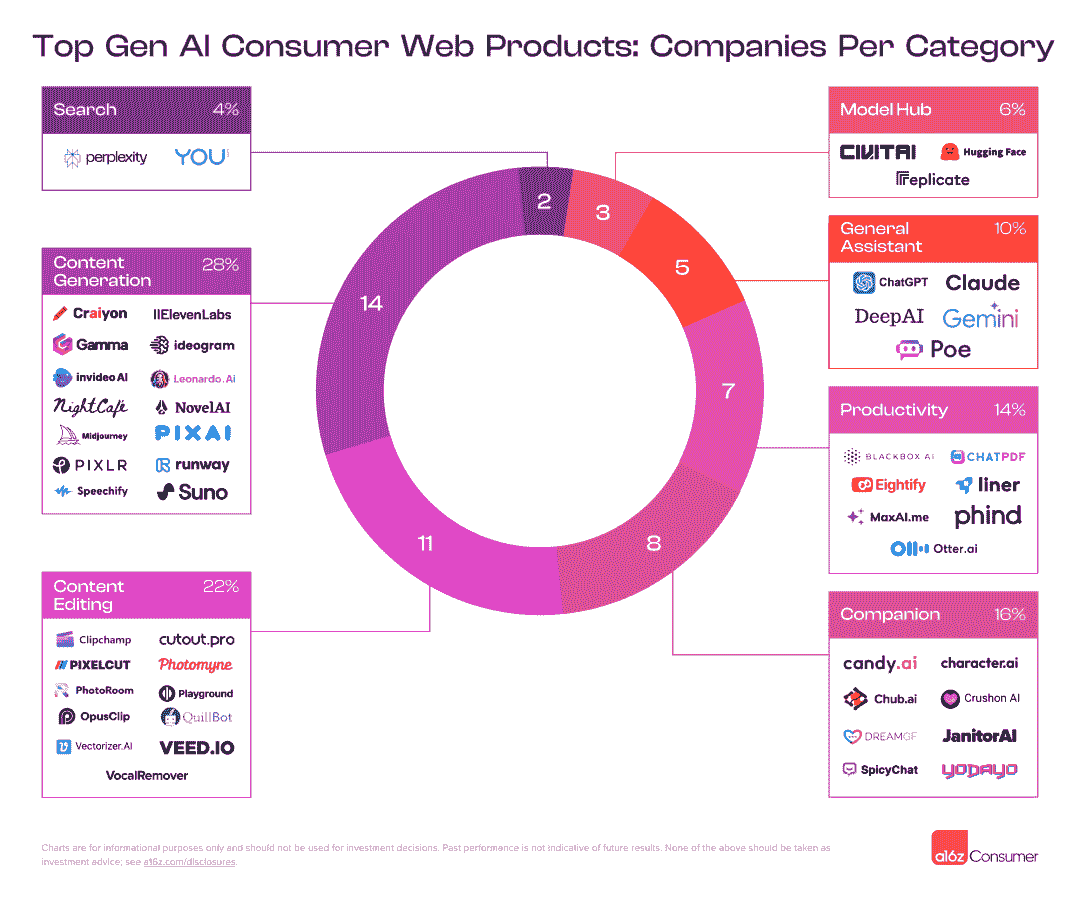 Top Gen AI Consumer Web Products: Companies Per Category
Search 4%
perplexity YOU
Content
Generation 28%
Craiyon IIElevenLabs
Gamma ideogram
invideo AI Leonardo.Ai
NightCafé NovelAI
Midjourney PIXAI
PIXLR runway
Speechify Suno
Content
Editing 22%
Clipchamp cutout.pro
PIXELCUT Photomyne
PhotoRoom Playground
OpusClip QuillBot
Vectorizer.AI VEED.IO
VocalRemover
2
3
5
7
8
11
14
Model Hub 6%
CIVITAI Hugging Face
replicate
General
Assistant 10%
ChatGPT Claude
DeepAI Gemini
Poe
Productivity 14%
BLACKBOX AI CHATPDF
Eightify liner
MaxAI.me phind
Otter.ai
Companion 16%
candy.ai character.ai
Chub.ai Crushon AI
DREAMGF JanitorAI
SpicyChat YODAYO
Charts are for informational purposes only and should not be used for investment decisions. Past performance is not indicative of future results. None of the above should be taken as
investment advice; see a16z.com/disclosures.
a16z Consumer